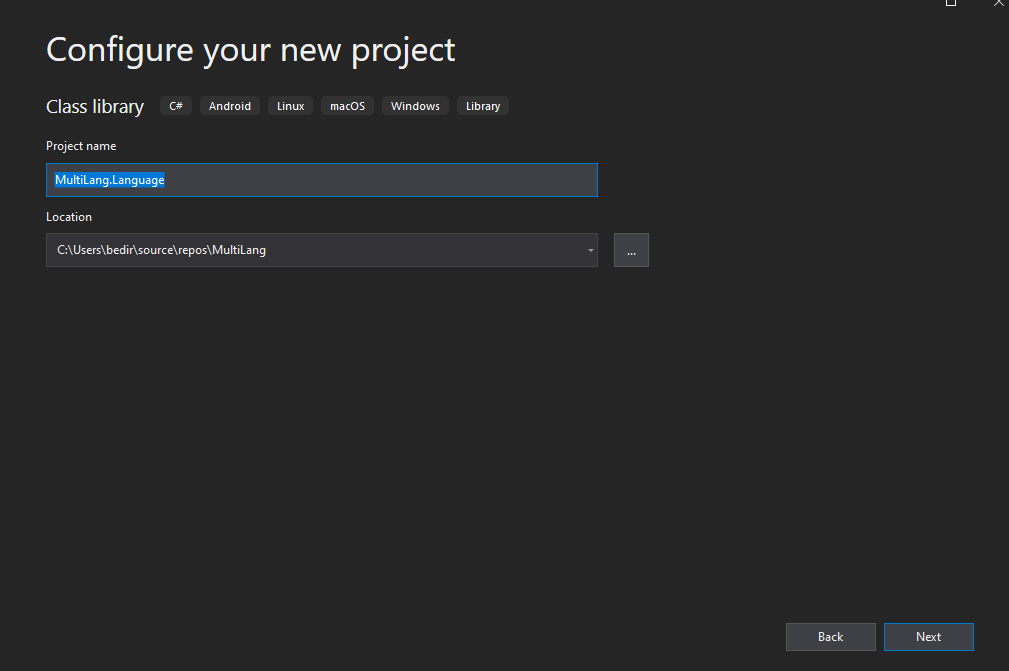 Configure your new project
Class library C# Android Linux macOS Windows Library
Project name
MultiLang.Language
Location
C:\Users\bedir\source\repos\MultiLang
...
Back Next